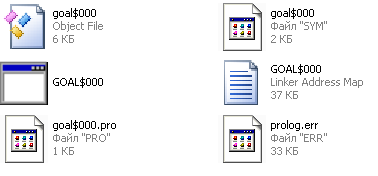 goal$000
Object File
6 КБ
goal$000
Файл "SYM"
2 КБ
GOAL$000
GOAL$000
Linker Address Map
37 КБ
goal$000.pro
Файл "PRO"
1 КБ
prolog.err
Файл "ERR"
33 КБ